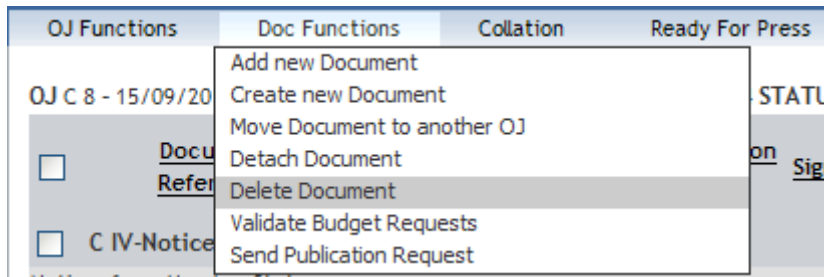 OJ Functions Doc Functions Collation Ready For Press
Add new Document
OJ C 8 - 15/09/20 Create new Document STATU
Move Document to another OJ
Docu Detach Document on Sig
Refer Delete Document
Validate Budget Requests
C IV-Notice Send Publication Request